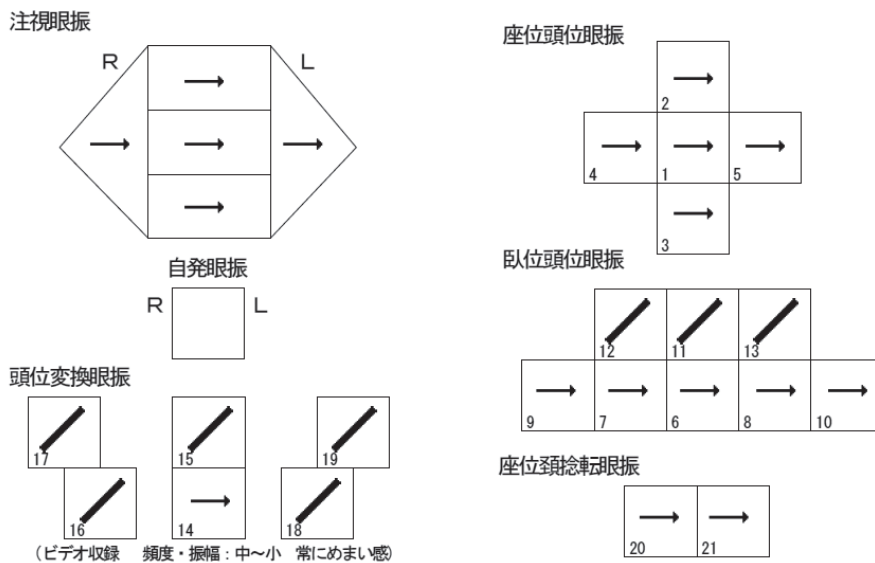 注視眼振
R L
自発眼振
R L
頭位変換眼振
17 15 19
16 14 18
(ビデオ収録 頻度・振幅:中～小 常にめまい感)
座位頭位眼振
2
4 1 5
3
臥位頭位眼振
12 11 13
9 7 6 8 10
座位頚捻転眼振
20 21